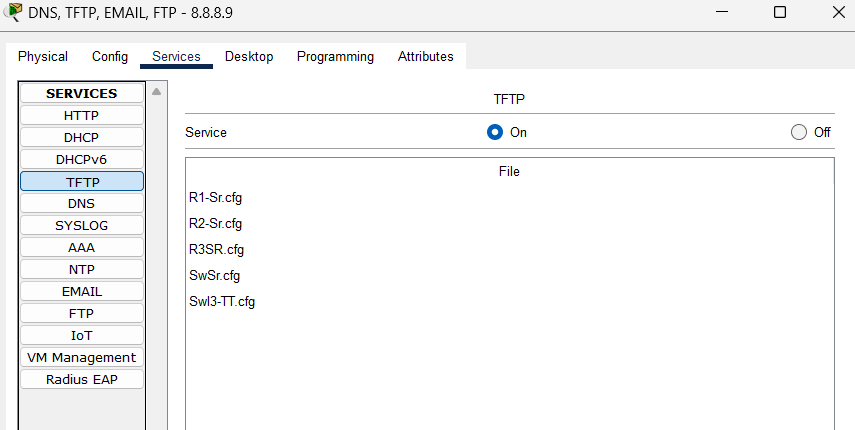 DNS, TFTP, EMAIL, FTP - 8.8.8.9
Physical Config Services Desktop Programming Attributes
SERVICES
HTTP
DHCP
DHCPv6
TFTP
DNS
SYSLOG
AAA
NTP
EMAIL
FTP
IoT
VM Management
Radius EAP
TFTP
Service On Off
File
R1-Sr.cfg
R2-Sr.cfg
R3SR.cfg
SwSr.cfg
Swl3-TT.cfg